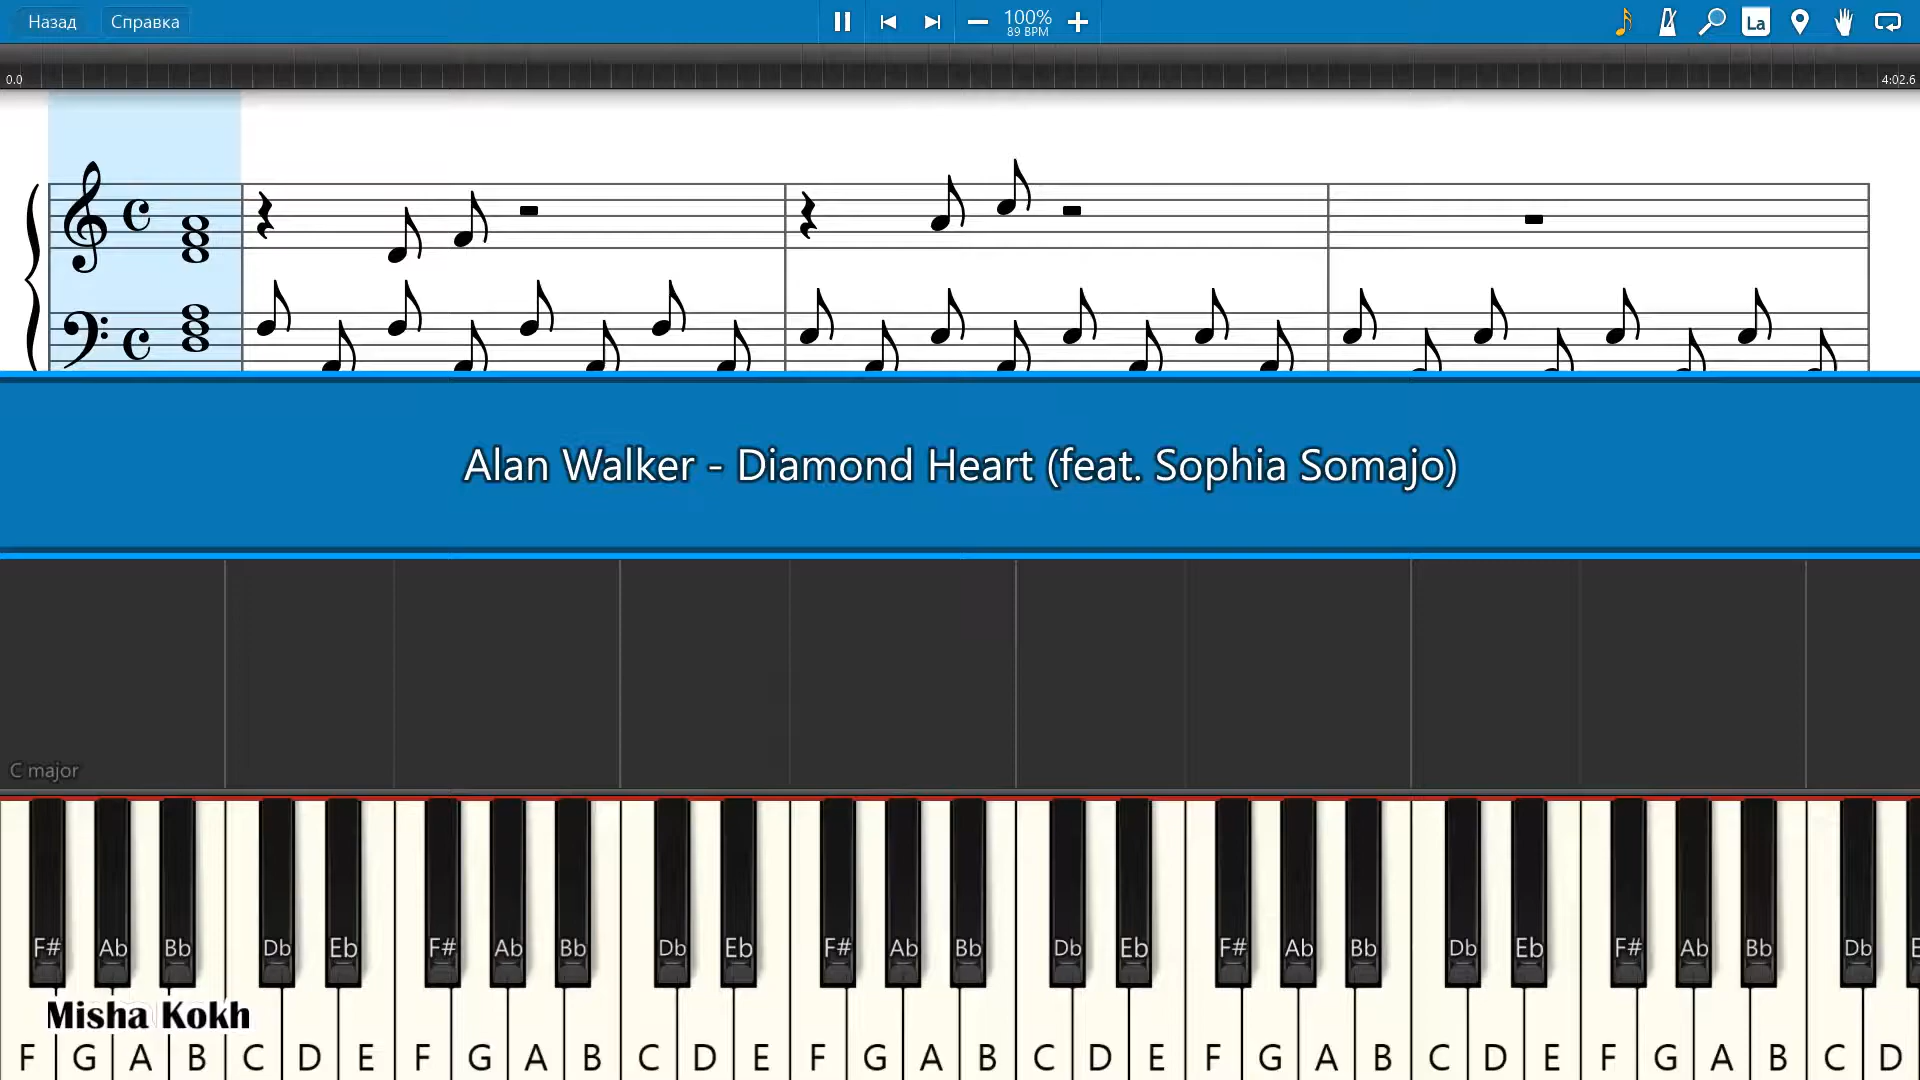 Назад Справка 100% La
89 BPM
0.0 4:02.6
Alan Walker - Diamond Heart (feat. Sophia Somajo)
C major
F# Ab Bb Db Eb F# Ab Bb Db Eb F# Ab Bb Db Eb F# Ab Bb Db Eb F# Ab Bb Db
Misha Kokh
F G A B C D E F G A B C D E F G A B C D E F G A B C D E F G A B C D